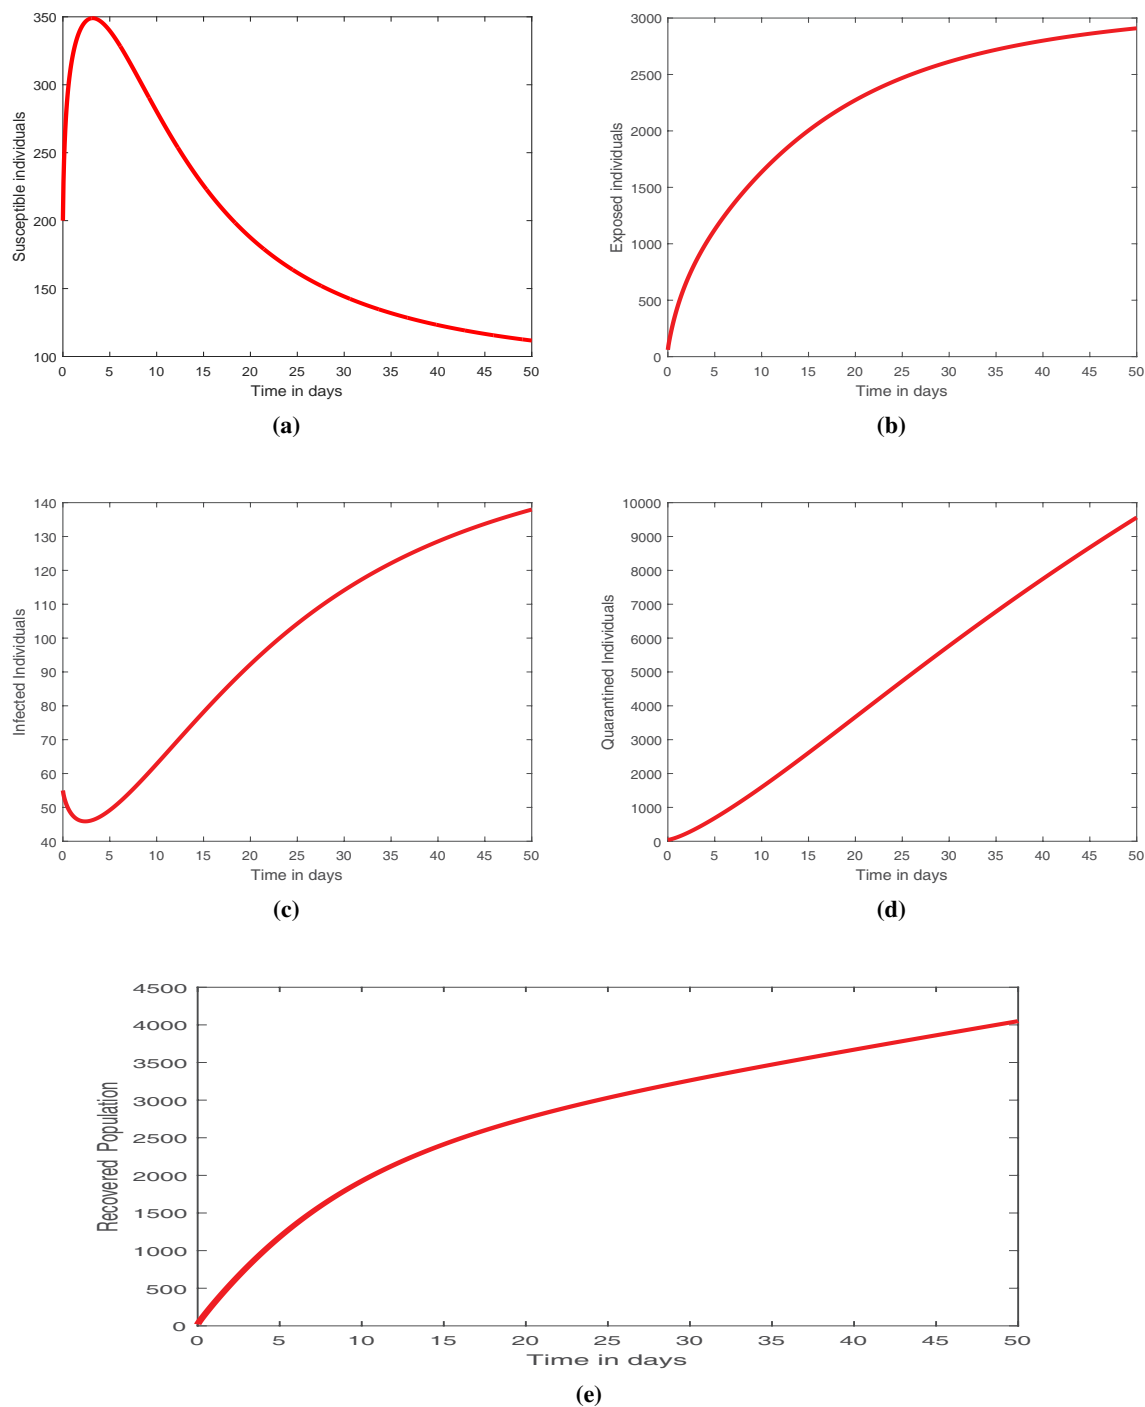 350
300
250
200
150
100
Susceptible individuals
0 5 10 15 20 25 30 35 40 45 50
Time in days
(a)
3000
2500
2000
1500
1000
500
0
Exposed individuals
0 5 10 15 20 25 30 35 40 45 50
Time in days
(b)
140
130
120
110
100
90
80
70
60
50
40
Infected Individuals
0 5 10 15 20 25 30 35 40 45 50
Time in days
(c)
10000
9000
8000
7000
6000
5000
4000
3000
2000
1000
0
Quarantined Individuals
0 5 10 15 20 25 30 35 40 45 50
Time in days
(d)
4500
4000
3500
3000
2500
2000
1500
1000
500
0
Recovered Population
0 5 10 15 20 25 30 35 40 45 50
Time in days
(e)